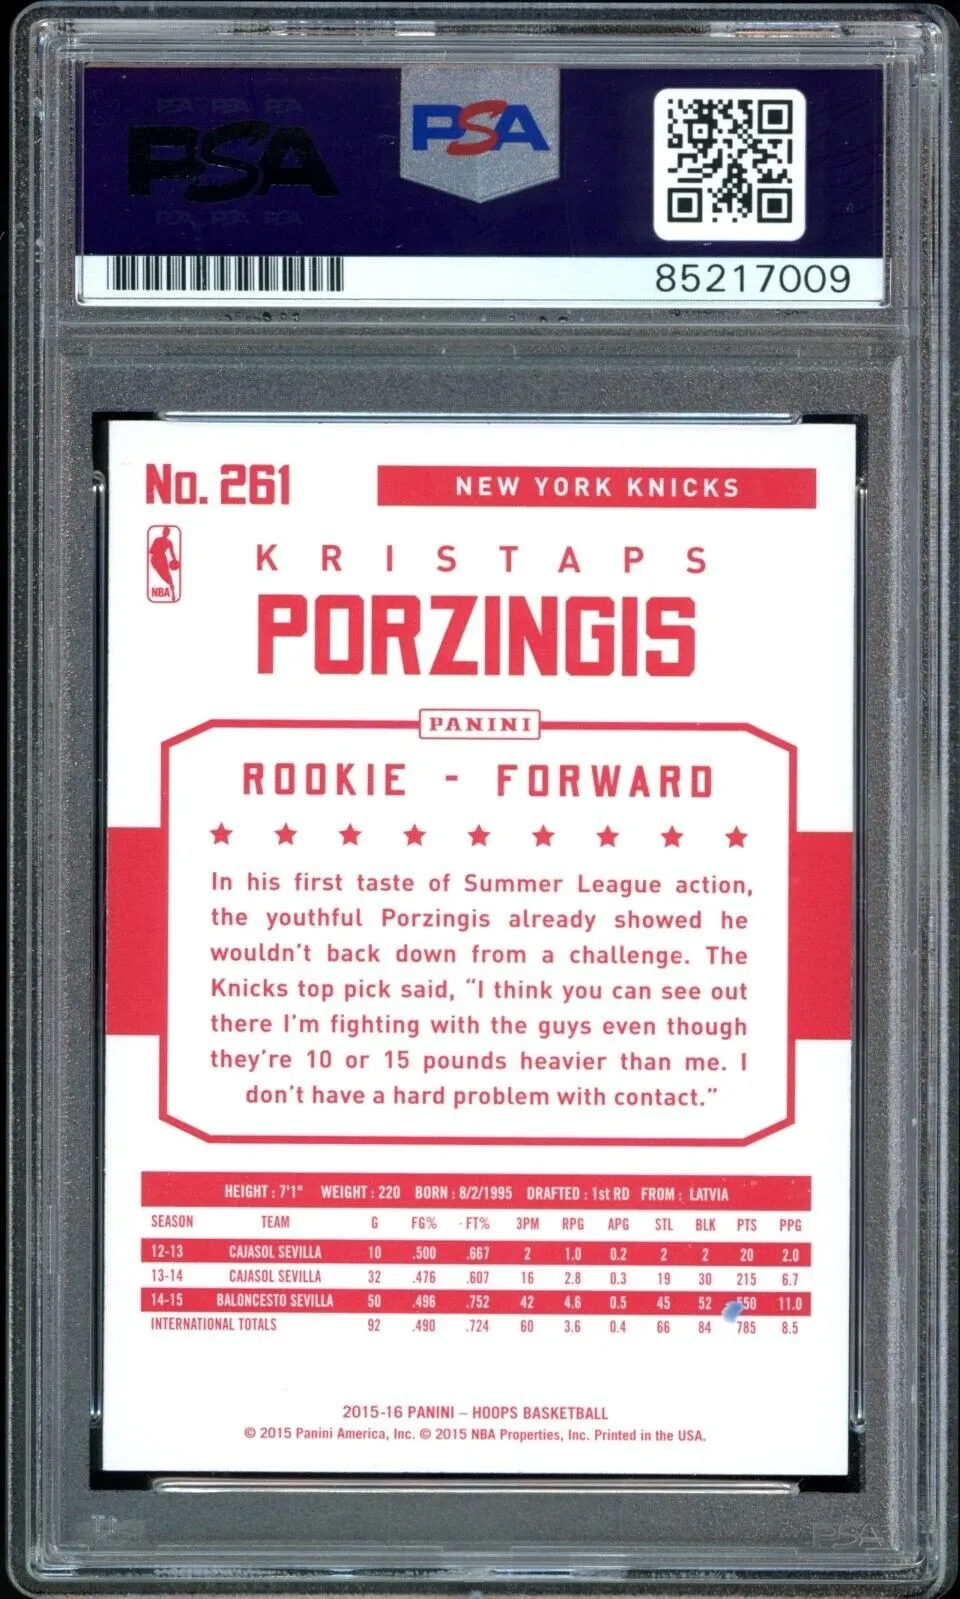 PSA PSA PSA
PSA
PSA PSA PSA
PSA
85217009
No. 261
NEW YORK KNICKS
NBA
KRISTAPS
PORZINGIS
PANINI
ROOKIE - FORWARD
In his first taste of Summer League action,
the youthful Porzingis already showed he
wouldn't back down from a challenge. The
Knicks top pick said, “I think you can see out
there I'm fighting with the guys even though
they're 10 or 15 pounds heavier than me. I
don't have a hard problem with contact.”
HEIGHT : 7'1" WEIGHT : 220 BORN : 8/2/1995 DRAFTED : 1st RD FROM : LATVIA
SEASON TEAM G FG% FT% 3PM RPG APG STL BLK PTS PPG
12-13 CAJASOL SEVILLA 10 .500 .667 2 1.0 0.2 2 2 20 2.0
13-14 CAJASOL SEVILLA 32 .476 .607 16 2.8 0.3 19 30 215 6.7
14-15 BALONCESTO SEVILLA 50 .496 .752 42 4.6 0.5 45 52 550 11.0
INTERNATIONAL TOTALS 92 .490 .724 60 3.6 0.4 66 84 785 8.5
2015-16 PANINI – HOOPS BASKETBALL
© 2015 Panini America, Inc. © 2015 NBA Properties, Inc. Printed in the USA.
PSA